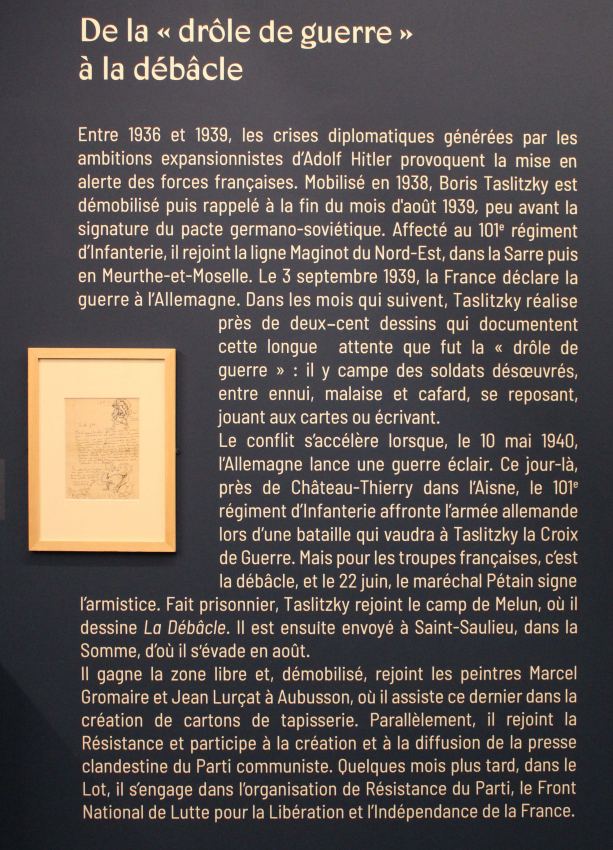 De la « drôle de guerre »
à la débâcle
Entre 1936 et 1939, les crises diplomatiques générées par les
ambitions expansionnistes d'Adolf Hitler provoquent la mise en
alerte des forces françaises. Mobilisé en 1938, Boris Taslitzky est
démobilisé puis rappelé à la fin du mois d'août 1939, peu avant la
signature du pacte germano-soviétique. Affecté au 101ᵉ régiment
d'Infanterie, il rejoint la ligne Maginot du Nord-Est, dans la Sarre puis
en Meurthe-et-Moselle. Le 3 septembre 1939, la France déclare la
guerre à l'Allemagne. Dans les mois qui suivent, Taslitzky réalise
près de deux-cent dessins qui documentent
cette longue attente que fut la « drôle de
guerre » : il y campe des soldats désœuvrés,
entre ennui, malaise et cafard, se reposant,
jouant aux cartes ou écrivant.
Le conflit s'accélère lorsque, le 10 mai 1940,
l'Allemagne lance une guerre éclair. Ce jour-là,
près de Château-Thierry dans l'Aisne, le 101ᵉ
régiment d'Infanterie affronte l'armée allemande
lors d'une bataille qui vaudra à Taslitzky la Croix
de Guerre. Mais pour les troupes françaises, c'est
la débâcle, et le 22 juin, le maréchal Pétain signe
l'armistice. Fait prisonnier, Taslitzky rejoint le camp de Melun, où il
dessine La Débâcle. Il est ensuite envoyé à Saint-Saulieu, dans la
Somme, d'où il s'évade en août.
Il gagne la zone libre et, démobilisé, rejoint les peintres Marcel
Gromaire et Jean Lurçat à Aubusson, où il assiste ce dernier dans la
création de cartons de tapisserie. Parallèlement, il rejoint la
Résistance et participe à la création et à la diffusion de la presse
clandestine du Parti communiste. Quelques mois plus tard, dans le
Lot, il s'engage dans l'organisation de Résistance du Parti, le Front
National de Lutte pour la Libération et l'Indépendance de la France.